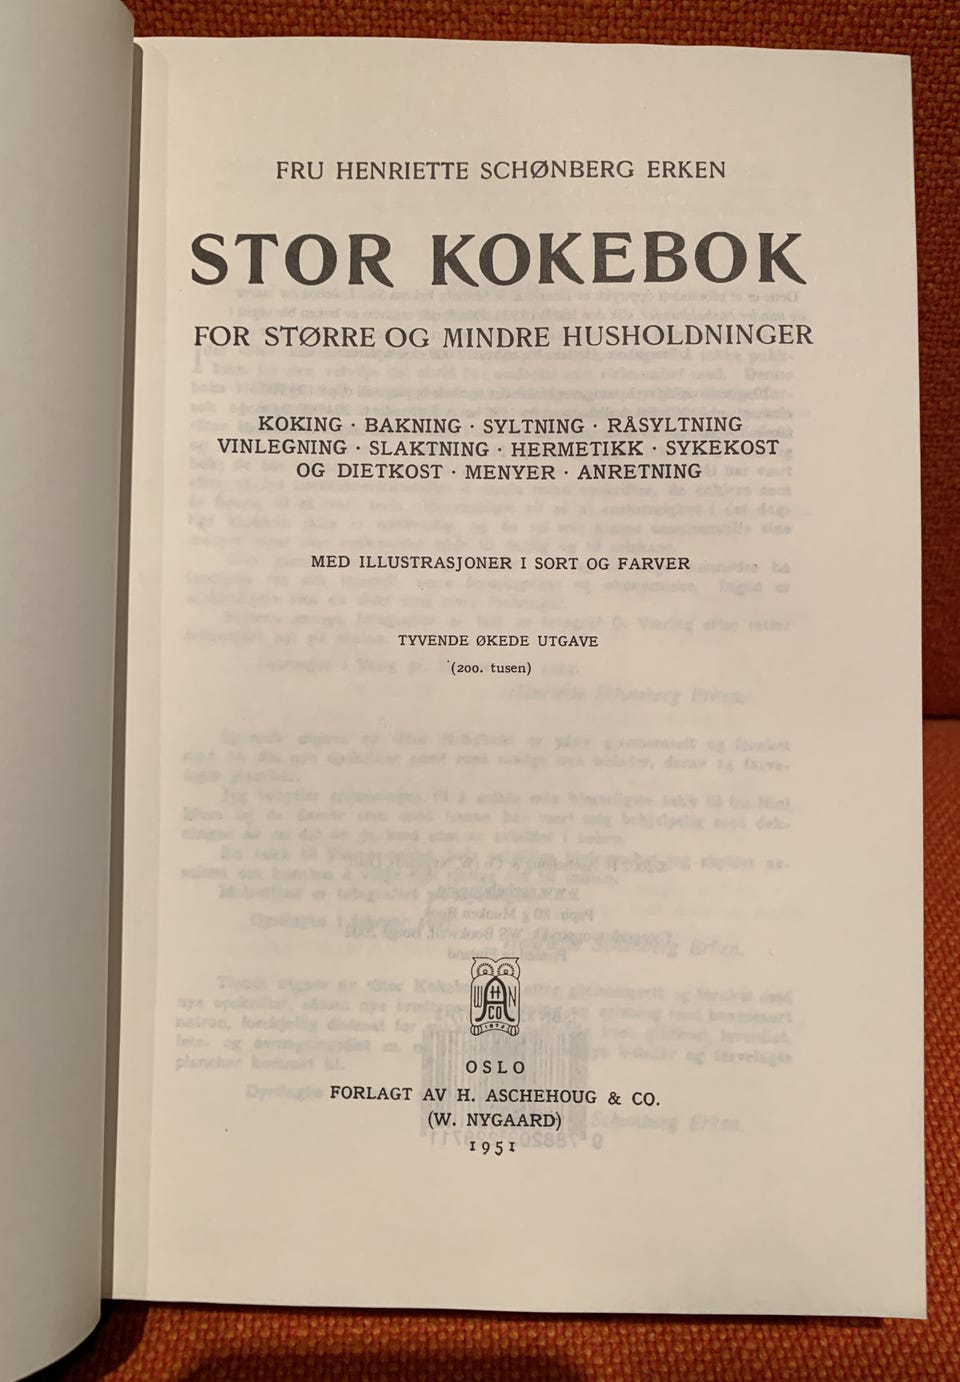 FRU HENRIETTE SCHØNBERG ERKEN
STOR KOKEBOK
FOR STØRRE OG MINDRE HUSHOLDNINGER
KOKING · BAKNING · SYLTNING · RÅSYLTNING
VINLEGNING · SLAKTNING · HERMETIKK · SYKEKOST
OG DIETKOST · MENYER · ANRETNING
MED ILLUSTRASJONER I SORT OG FARVER
TYVENDE ØKEDE UTGAVE
(200. tusen)
W H N
A
CO
1872
OSLO
FORLAGT AV H. ASCHEHOUG & CO.
(W. NYGAARD)
1951